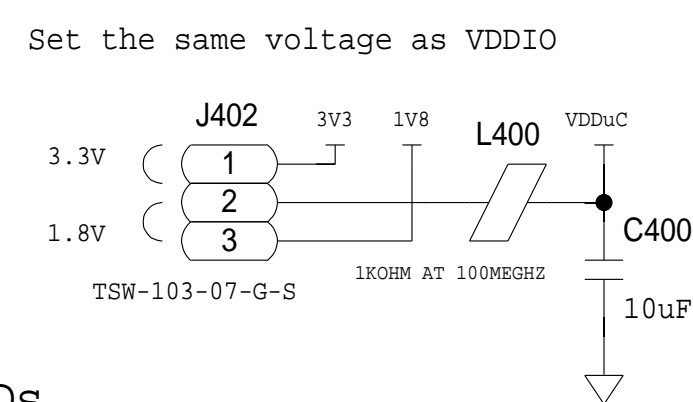 Set the same voltage as VDDIO
J402
3V3
1V8
L400
VDDuC
3.3V
1
2
1.8V
3
C400
1KOHM AT 100MEGHZ
TSW-103-07-G-S
10uF